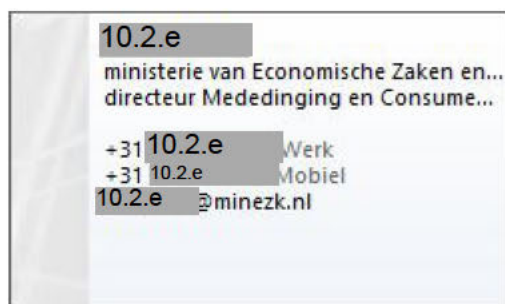 10.2.e
ministerie van Economische Zaken en...
directeur Mededinging en Consume...
+31 10.2.e Werk
+31 10.2.e Mobiel
10.2.e @minezk.nl